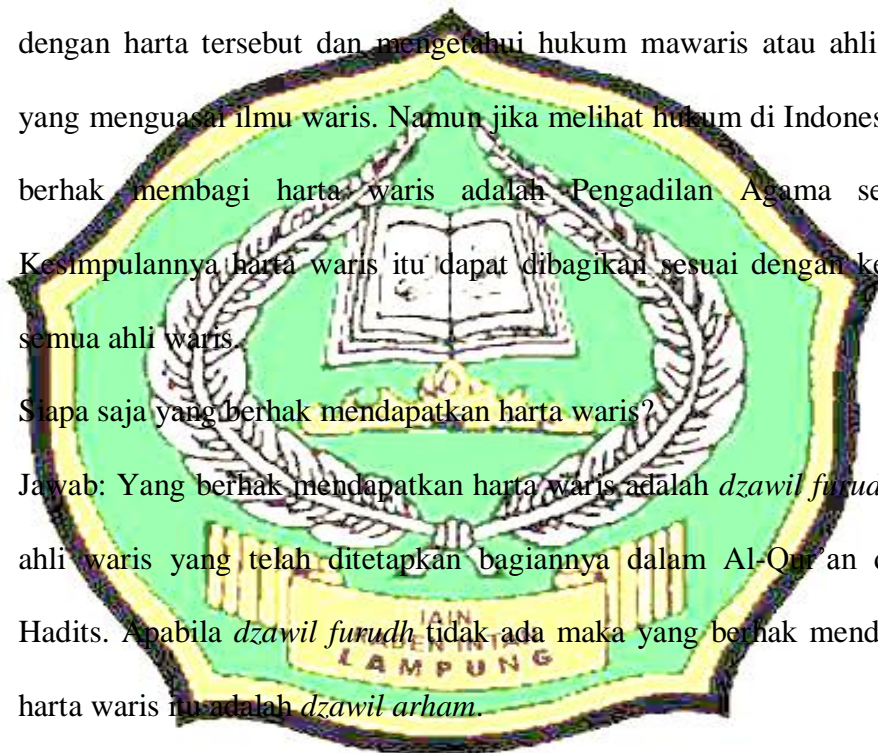 dengan harta tersebut dan mengetahui hukum mawaris atau ahli
yang menguasai ilmu waris. Namun jika melihat hukum di Indones
berhak membagi harta waris adalah Pengadilan Agama se
Kesimpulannya harta waris itu dapat dibagikan sesuai dengan ke
semua ahli waris.
Siapa saja yang berhak mendapatkan harta waris?
Jawab: Yang berhak mendapatkan harta waris adalah dzawil furud
ahli waris yang telah ditetapkan bagiannya dalam Al-Qur’an d
Hadits. Apabila dzawil furudh tidak ada maka yang berhak mend
harta waris itu adalah dzawil arham.
IAIN
RADEN INTAN
LAMPUNG